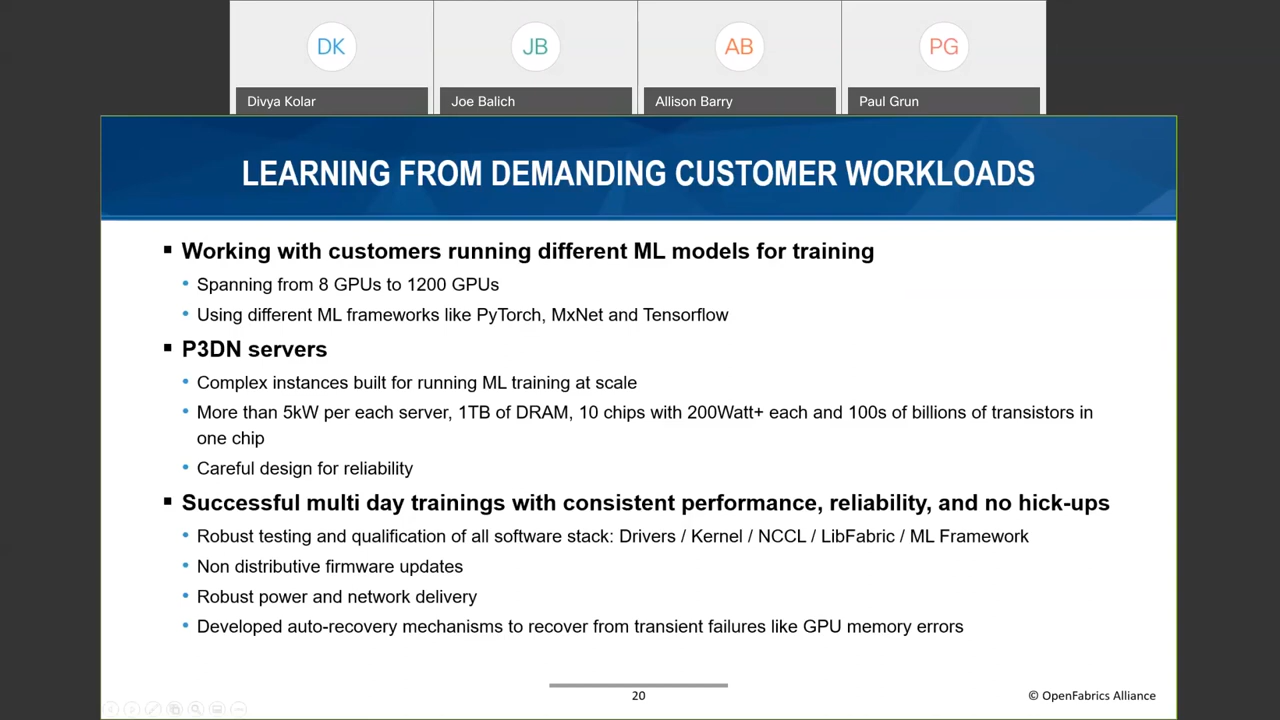 DK
JB
AB
PG
Divya Kolar
Joe Balich
Allison Barry
Paul Grun
LEARNING FROM DEMANDING CUSTOMER WORKLOADS
▪ Working with customers running different ML models for training
• Spanning from 8 GPUs to 1200 GPUs
• Using different ML frameworks like PyTorch, MxNet and Tensorflow
▪ P3DN servers
• Complex instances built for running ML training at scale
• More than 5kW per each server, 1TB of DRAM, 10 chips with 200Watt+ each and 100s of billions of transistors in
one chip
• Careful design for reliability
▪ Successful multi day trainings with consistent performance, reliability, and no hick-ups
• Robust testing and qualification of all software stack: Drivers / Kernel / NCCL / LibFabric / ML Framework
• Non distributive firmware updates
• Robust power and network delivery
• Developed auto-recovery mechanisms to recover from transient failures like GPU memory errors
20
© OpenFabrics Alliance